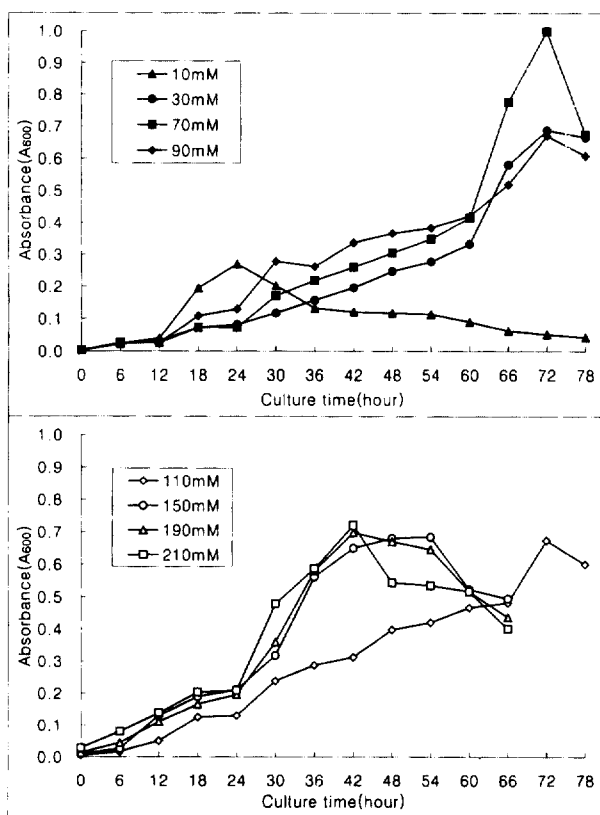 1.0
0.9
0.8
0.7
0.6
0.5
0.4
0.3
0.2
0.1
0.0
Absorbance(A600)
10mM
30mM
70mM
90mM
0 6 12 18 24 30 36 42 48 54 60 66 72 78
Culture time(hour)
1.0
0.9
0.8
0.7
0.6
0.5
0.4
0.3
0.2
0.1
0.0
Absorbance(A600)
110mM
150mM
190mM
210mM
0 6 12 18 24 30 36 42 48 54 60 66 72 78
Culture time(hour)